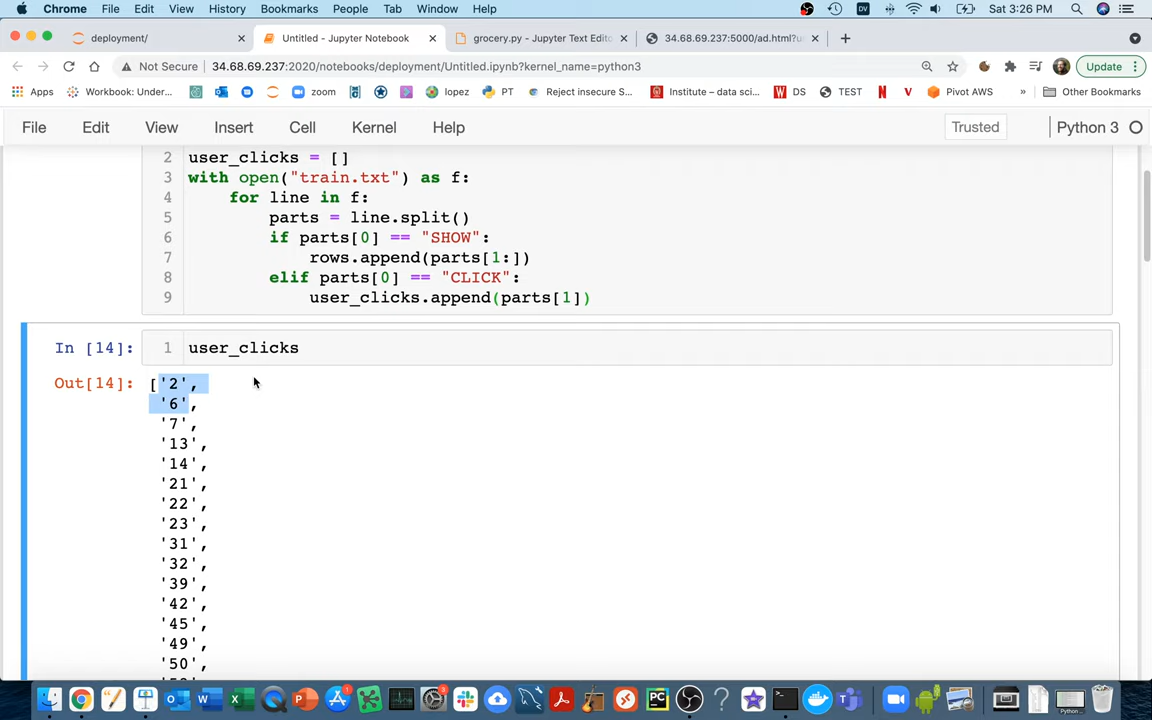 Chrome File Edit View History Bookmarks People Tab Window Help Sat 3:26 PM
deployment/ Untitled - Jupyter Notebook grocery.py - Jupyter Text Edito 34.68.69.237:5000/ad.html?u
Not Secure 34.68.69.237:2020/notebooks/deployment/Untitled.ipynb?kernel_name=python3 Update
Apps Workbook: Under... zoom lopez PT Reject insecure S... Institute – data sci... DS TEST Pivot AWS » Other Bookmarks
File Edit View Insert Cell Kernel Help Trusted Python 3
2 user_clicks = []
3 with open("train.txt") as f:
4 for line in f:
5 parts = line.split()
6 if parts[0] == "SHOW":
7 rows.append(parts[1:])
8 elif parts[0] == "CLICK":
9 user_clicks.append(parts[1])
In [14]: 1 user_clicks
Out[14]: ['2',
'6',
'7',
'13',
'14',
'21',
'22',
'23',
'31',
'32',
'39',
'42',
'45',
'49',
'50',